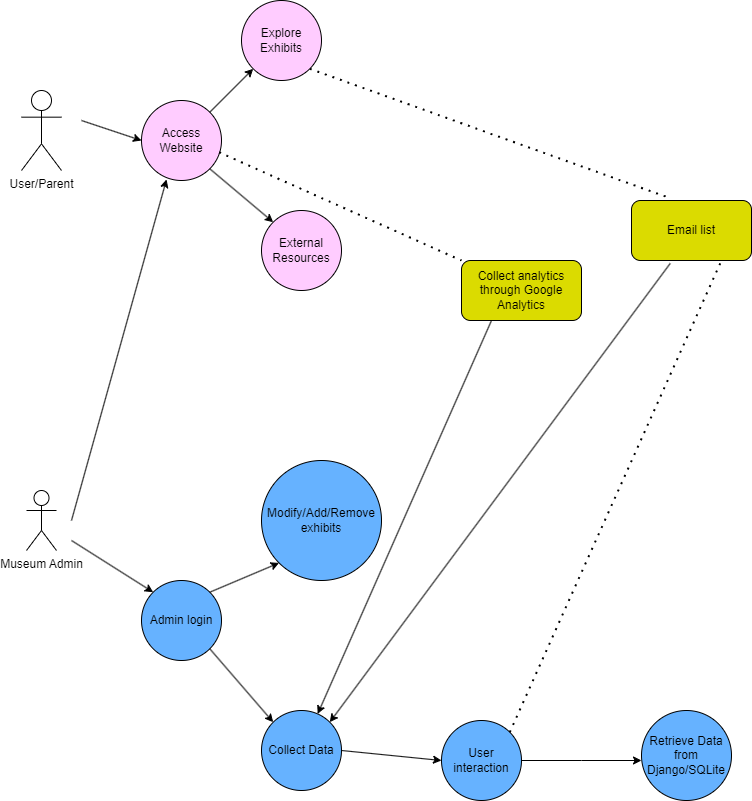 Explore
Exhibits
Access
Website
User/Parent
External
Resources
Email list
Collect analytics
through Google
Analytics
Modify/Add/Remove
exhibits
Museum Admin
Admin login
Collect Data
User
interaction
Retrieve Data
from
Django/SQLite